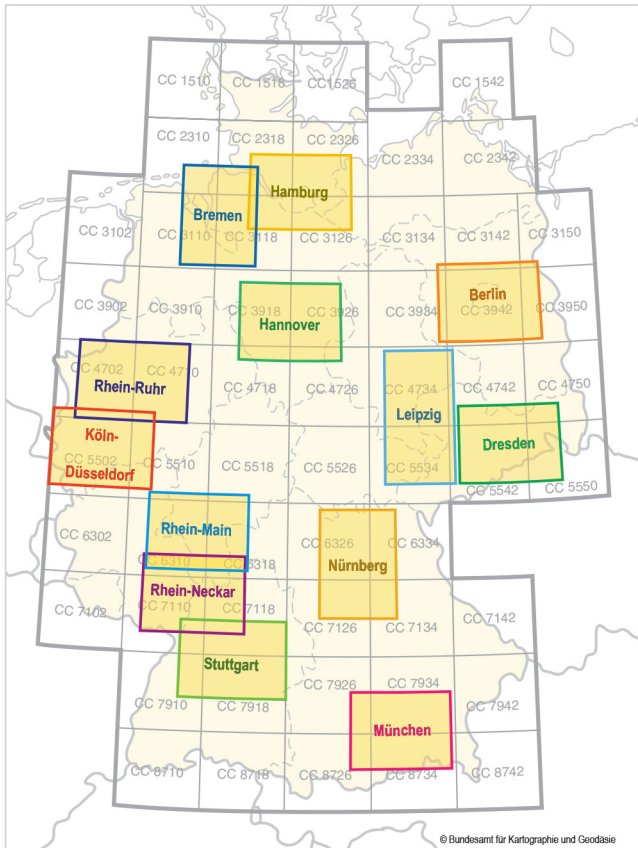 CC 1510 CC 1518 CC 1526 CC 1542
CC 2310 CC 2318 CC 2326 CC 2334 CC 2342
Hamburg
Bremen
CC 3102 CC 3110 CC 3118 CC 3126 CC 3134 CC 3142 CC 3150
Berlin
CC 3902 CC 3910 CC 3918 CC 3926 CC 3934 CC 3942 CC 3950
Hannover
CC 4702 CC 4710 CC 4718 CC 4726 CC 4734 CC 4742 CC 4750
Rhein-Ruhr
Leipzig
Köln-
Düsseldorf
Dresden
CC 5502 CC 5510 CC 5518 CC 5526 CC 5534 CC 5542 CC 5550
Rhein-Main
CC 6302 CC 6310 CC 6318 CC 6326 CC 6334
Nürnberg
Rhein-Neckar
CC 7102 CC 7110 CC 7118 CC 7126 CC 7134 CC 7142
Stuttgart
CC 7910 CC 7918 CC 7926 CC 7934 CC 7942
München
CC 8710 CC 8718 CC 8726 CC 8734 CC 8742
© Bundesamt für Kartographie und Geodäsie